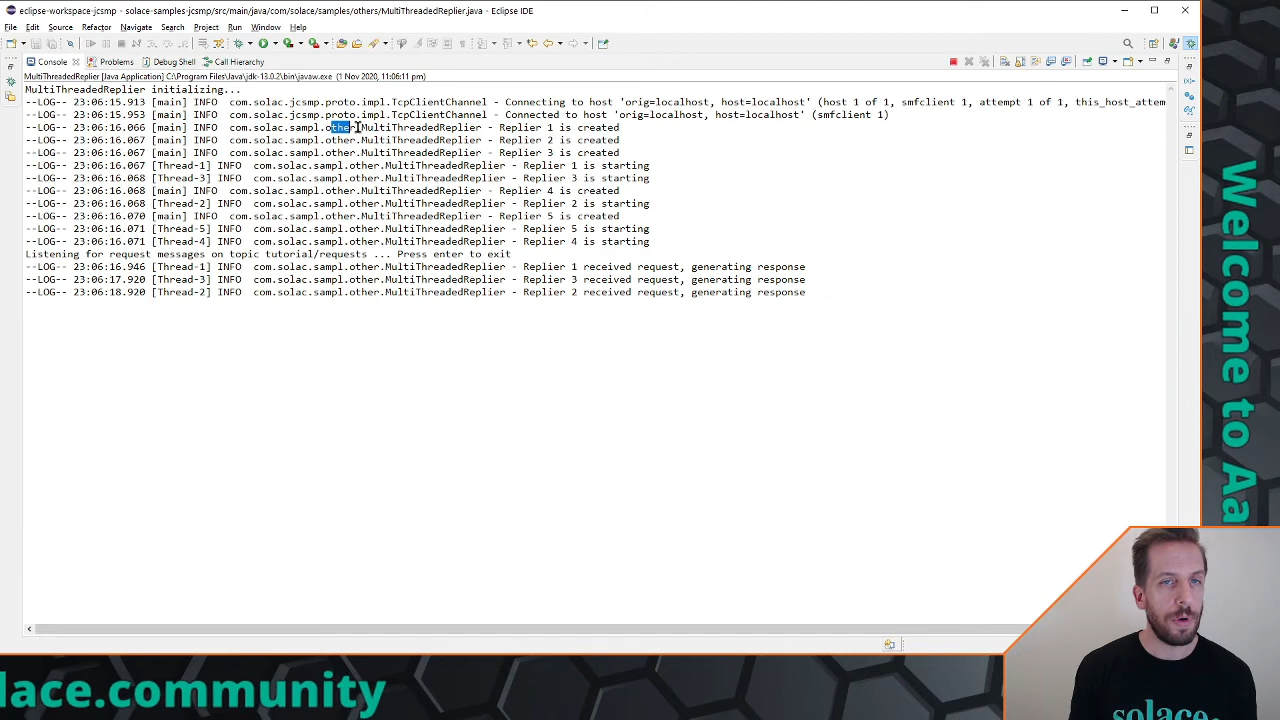 eclipse-workspace-jcsmp - solace-samples-jcsmp/src/main/java/com/solace/samples/others/MultiThreadedReplier.java - Eclipse IDE
File Edit Source Refactor Navigate Search Project Run Window Help
Console Problems Debug Shell Call Hierarchy
MultiThreadedReplier [Java Application] C:\Program Files\Java\jdk-13.0.2\bin\javaw.exe (1 Nov 2020, 11:06:11 pm)
MultiThreadedReplier initializing...
--LOG-- 23:06:15.913 [main] INFO com.solac.jcsmp.proto.impl.TcpClientChannel - Connecting to host 'orig=localhost, host=localhost' (host 1 of 1, smfclient 1, attempt 1 of 1, this_host_attem
--LOG-- 23:06:15.953 [main] INFO com.solac.jcsmp.proto.impl.TcpClientChannel - Connected to host 'orig=localhost, host=localhost' (smfclient 1)
--LOG-- 23:06:16.066 [main] INFO com.solac.sampl.other.MultiThreadedReplier - Replier 1 is created
--LOG-- 23:06:16.067 [main] INFO com.solac.sampl.other.MultiThreadedReplier - Replier 2 is created
--LOG-- 23:06:16.067 [main] INFO com.solac.sampl.other.MultiThreadedReplier - Replier 3 is created
--LOG-- 23:06:16.067 [Thread-1] INFO com.solac.sampl.other.MultiThreadedReplier - Replier 1 is starting
--LOG-- 23:06:16.068 [Thread-3] INFO com.solac.sampl.other.MultiThreadedReplier - Replier 3 is starting
--LOG-- 23:06:16.068 [main] INFO com.solac.sampl.other.MultiThreadedReplier - Replier 4 is created
--LOG-- 23:06:16.068 [Thread-2] INFO com.solac.sampl.other.MultiThreadedReplier - Replier 2 is starting
--LOG-- 23:06:16.070 [main] INFO com.solac.sampl.other.MultiThreadedReplier - Replier 5 is created
--LOG-- 23:06:16.071 [Thread-5] INFO com.solac.sampl.other.MultiThreadedReplier - Replier 5 is starting
--LOG-- 23:06:16.071 [Thread-4] INFO com.solac.sampl.other.MultiThreadedReplier - Replier 4 is starting
Listening for request messages on topic tutorial/requests ... Press enter to exit
--LOG-- 23:06:16.946 [Thread-1] INFO com.solac.sampl.other.MultiThreadedReplier - Replier 1 received request, generating response
--LOG-- 23:06:17.920 [Thread-3] INFO com.solac.sampl.other.MultiThreadedReplier - Replier 3 received request, generating response
--LOG-- 23:06:18.920 [Thread-2] INFO com.solac.sampl.other.MultiThreadedReplier - Replier 2 received request, generating response
Welcome to Aa
lace.community
solace